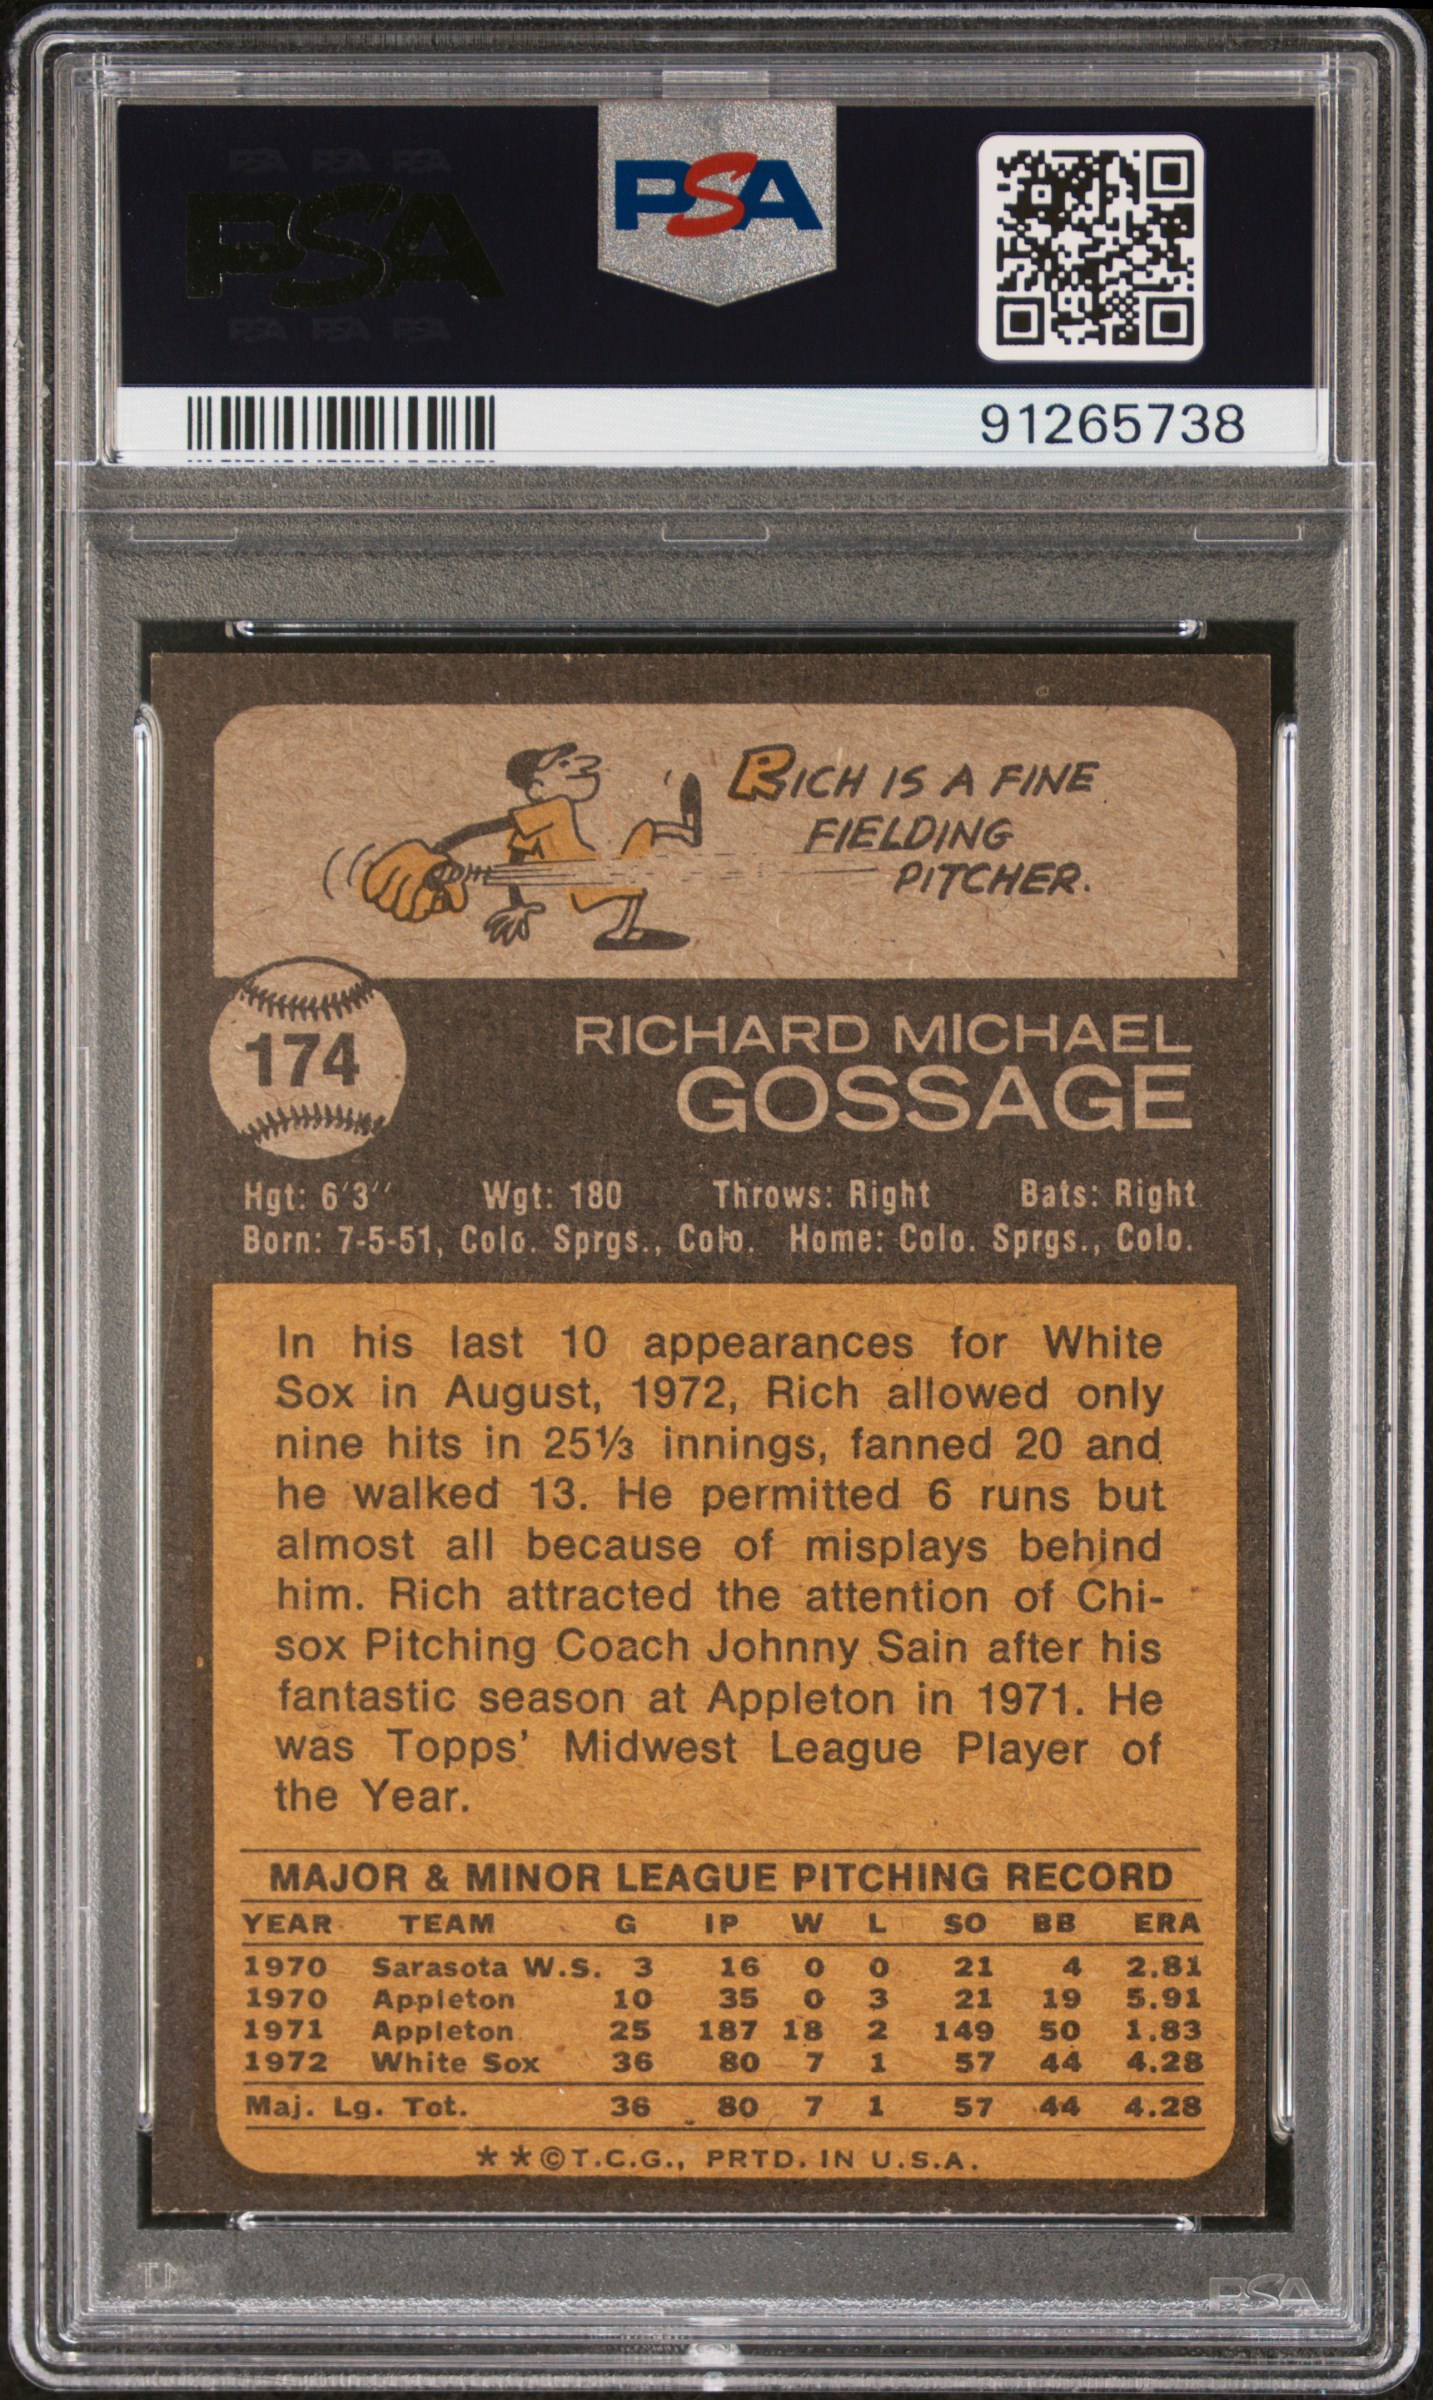 PSA PSA PSA
PSA
PSA PSA PSA
PSA
91265738
RICH IS A FINE
FIELDING
PITCHER.
174
RICHARD MICHAEL
GOSSAGE
Hgt: 6'3'' Wgt: 180 Throws: Right Bats: Right
Born: 7-5-51, Colo. Sprgs., Colo. Home: Colo. Sprgs., Colo.
In his last 10 appearances for White
Sox in August, 1972, Rich allowed only
nine hits in 25⅓ innings, fanned 20 and
he walked 13. He permitted 6 runs but
almost all because of misplays behind
him. Rich attracted the attention of Chi-
sox Pitching Coach Johnny Sain after his
fantastic season at Appleton in 1971. He
was Topps' Midwest League Player of
the Year.
MAJOR & MINOR LEAGUE PITCHING RECORD
YEAR TEAM G IP W L SO BB ERA
1970 Sarasota W.S. 3 16 0 0 21 4 2.81
1970 Appleton 10 35 0 3 21 19 5.91
1971 Appleton 25 187 18 2 149 50 1.83
1972 White Sox 36 80 7 1 57 44 4.28
Maj. Lg. Tot. 36 80 7 1 57 44 4.28
**©T.C.G., PRTD. IN U.S.A.
PSA